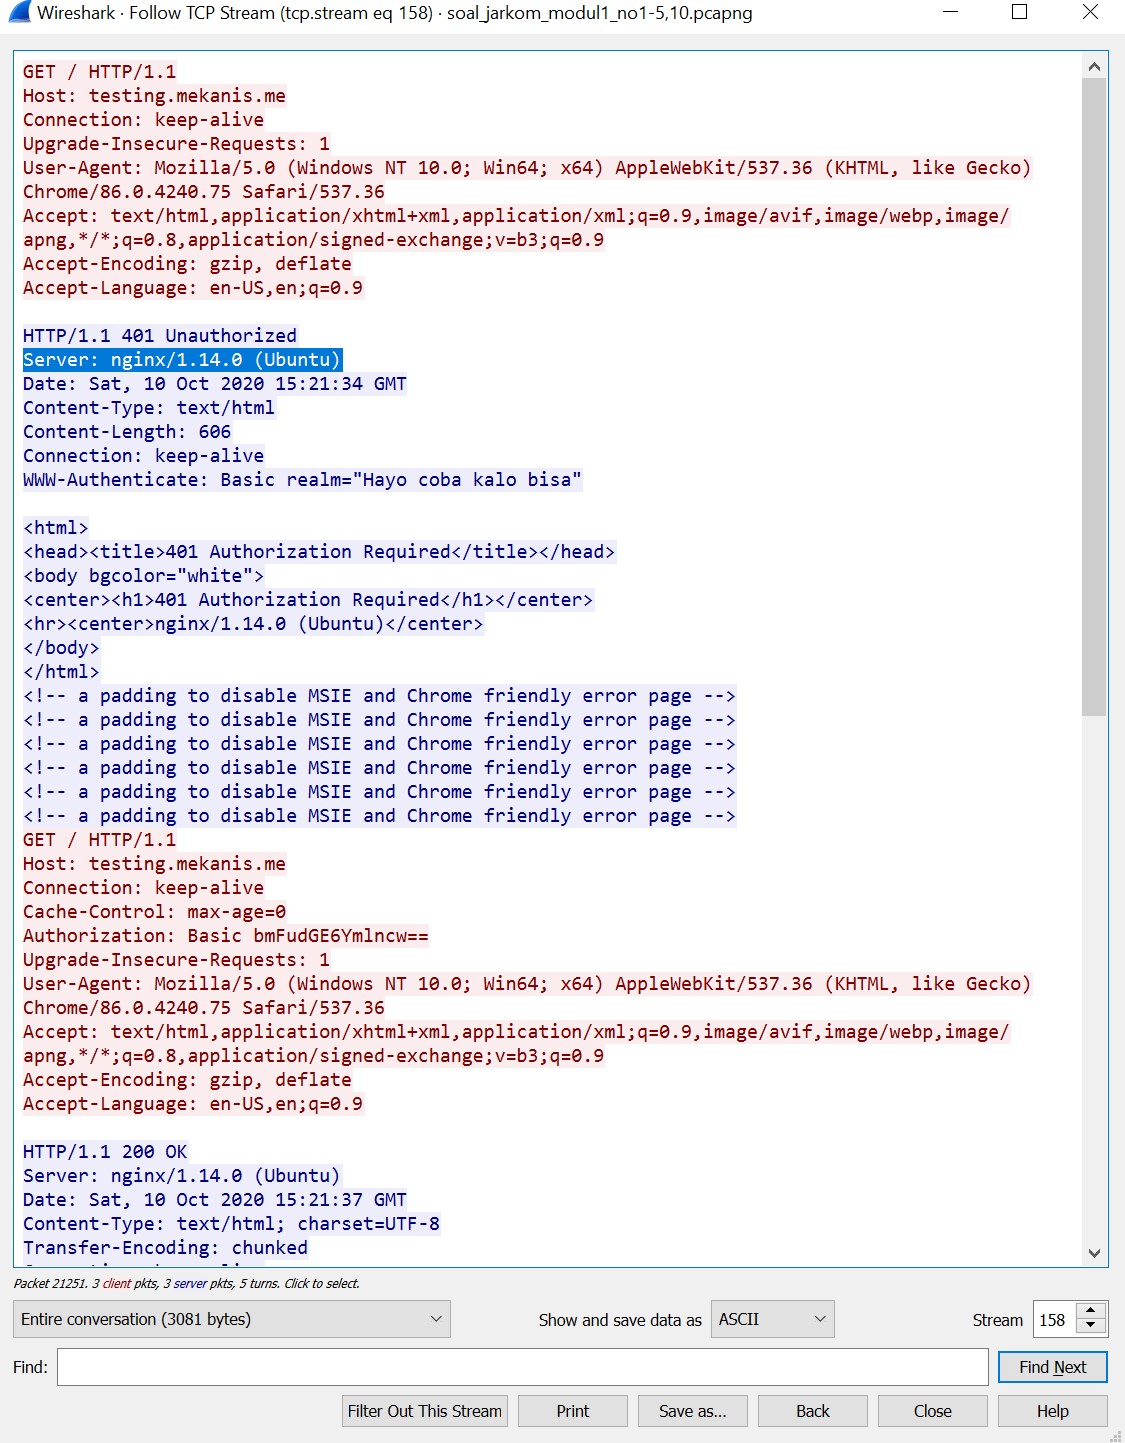 Wireshark · Follow TCP Stream (tcp.stream eq 158) · soal_jarkom_modul1_no1-5,10.pcapng
GET / HTTP/1.1
Host: testing.mekanis.me
Connection: keep-alive
Upgrade-Insecure-Requests: 1
User-Agent: Mozilla/5.0 (Windows NT 10.0; Win64; x64) AppleWebKit/537.36 (KHTML, like Gecko)
Chrome/86.0.4240.75 Safari/537.36
Accept: text/html,application/xhtml+xml,application/xml;q=0.9,image/avif,image/webp,image/
apng,*/*;q=0.8,application/signed-exchange;v=b3;q=0.9
Accept-Encoding: gzip, deflate
Accept-Language: en-US,en;q=0.9
HTTP/1.1 401 Unauthorized
Server: nginx/1.14.0 (Ubuntu)
Date: Sat, 10 Oct 2020 15:21:34 GMT
Content-Type: text/html
Content-Length: 606
Connection: keep-alive
WWW-Authenticate: Basic realm="Hayo coba kalo bisa"
<html>
<head><title>401 Authorization Required</title></head>
<body bgcolor="white">
<center><h1>401 Authorization Required</h1></center>
<hr><center>nginx/1.14.0 (Ubuntu)</center>
</body>
</html>
<!-- a padding to disable MSIE and Chrome friendly error page -->
<!-- a padding to disable MSIE and Chrome friendly error page -->
<!-- a padding to disable MSIE and Chrome friendly error page -->
<!-- a padding to disable MSIE and Chrome friendly error page -->
<!-- a padding to disable MSIE and Chrome friendly error page -->
<!-- a padding to disable MSIE and Chrome friendly error page -->
GET / HTTP/1.1
Host: testing.mekanis.me
Connection: keep-alive
Cache-Control: max-age=0
Authorization: Basic bmFudGE6Ymlncw==
Upgrade-Insecure-Requests: 1
User-Agent: Mozilla/5.0 (Windows NT 10.0; Win64; x64) AppleWebKit/537.36 (KHTML, like Gecko)
Chrome/86.0.4240.75 Safari/537.36
Accept: text/html,application/xhtml+xml,application/xml;q=0.9,image/avif,image/webp,image/
apng,*/*;q=0.8,application/signed-exchange;v=b3;q=0.9
Accept-Encoding: gzip, deflate
Accept-Language: en-US,en;q=0.9
HTTP/1.1 200 OK
Server: nginx/1.14.0 (Ubuntu)
Date: Sat, 10 Oct 2020 15:21:37 GMT
Content-Type: text/html; charset=UTF-8
Transfer-Encoding: chunked
Packet 21251. 3 client pkts, 3 server pkts, 5 turns. Click to select.
Entire conversation (3081 bytes) Show and save data as ASCII Stream 158
Find: Find Next
Filter Out This Stream Print Save as... Back Close Help